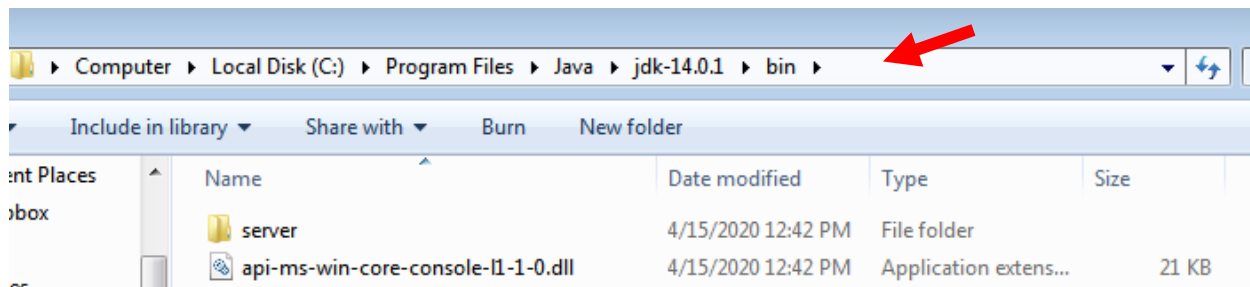 Computer Local Disk (C:) Program Files Java jdk-14.0.1 bin
Include in library Share with Burn New folder
ent Places Name Date modified Type Size
box
server 4/15/2020 12:42 PM File folder
api-ms-win-core-console-l1-1-0.dll 4/15/2020 12:42 PM Application extens... 21 KB